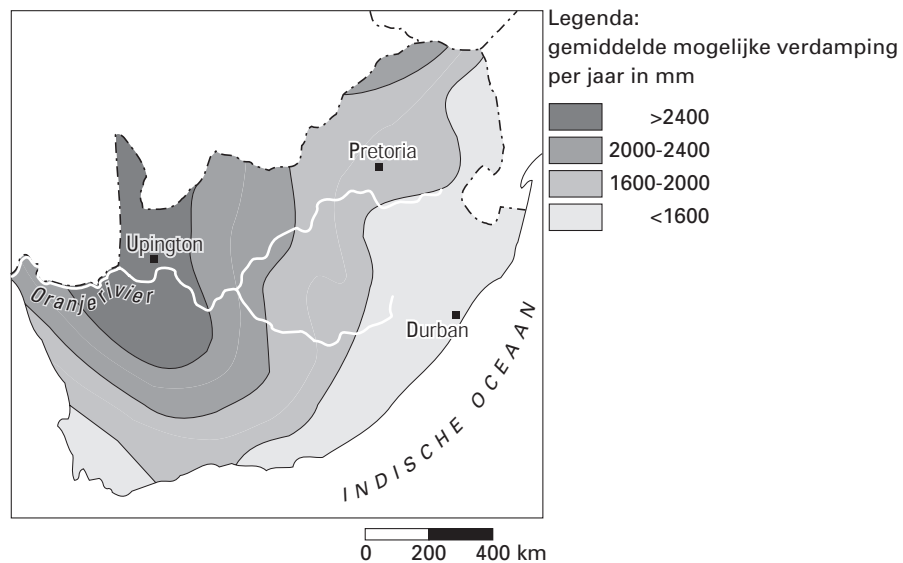 Legenda:
gemiddelde mogelijke verdamping
per jaar in mm
>2400
2000-2400
1600-2000
<1600
Pretoria
Upington
Oranjerivier
Durban
INDISCHE OCEAAN
0 200 400 km